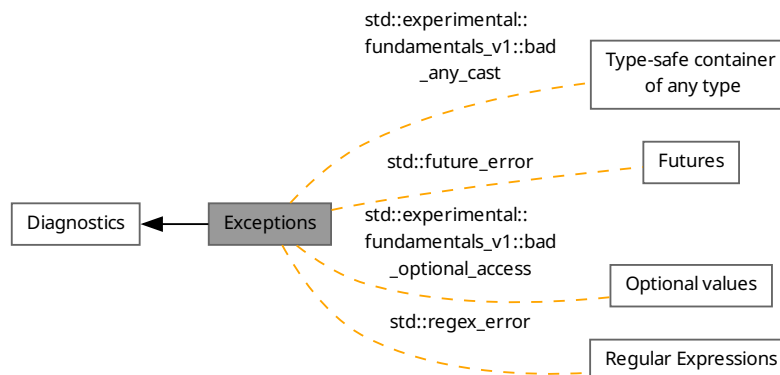 std::experimental::
fundamentals_v1::bad
_any_cast
Type-safe container
of any type
std::future_error
Futures
Diagnostics
Exceptions
std::experimental::
fundamentals_v1::bad
_optional_access
Optional values
std::regex_error
Regular Expressions